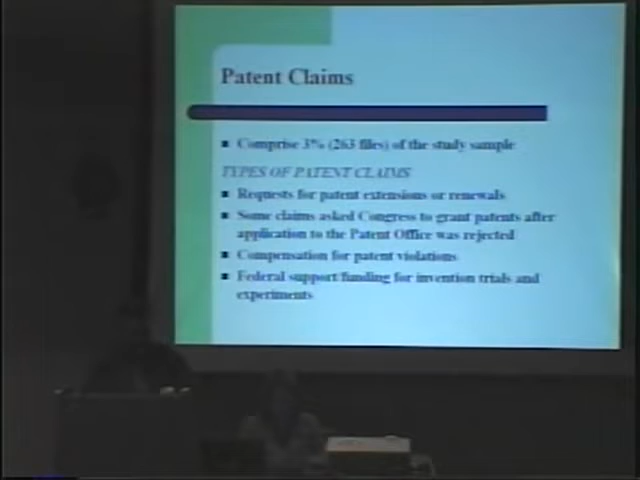 Patent Claims
Comprise 3% (263 files) of the study sample
TYPES OF PATENT CLAIMS
Requests for patent extensions or renewals
Some claims asked Congress to grant patents after
application to the Patent Office was rejected
Compensation for patent violations
Federal support/funding for invention trials and
experiments